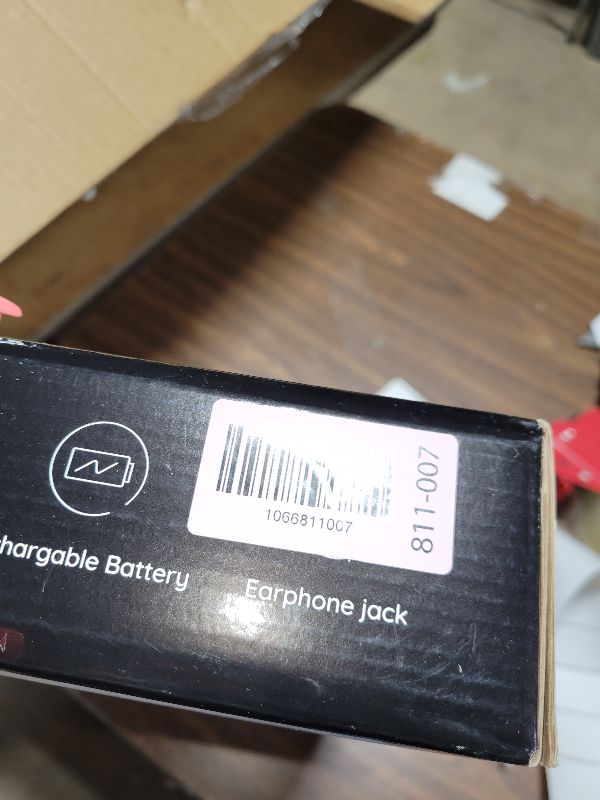 1066811007
811-007
hargable Battery
Earphone jack